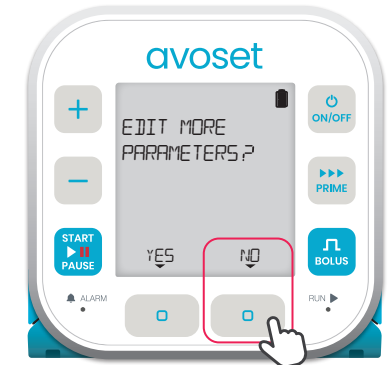 avoset
+
ON/OFF
EDIT MORE
PARAMETERS?
−
PRIME
START
PAUSE
YES
NO
BOLUS
ALARM
RUN